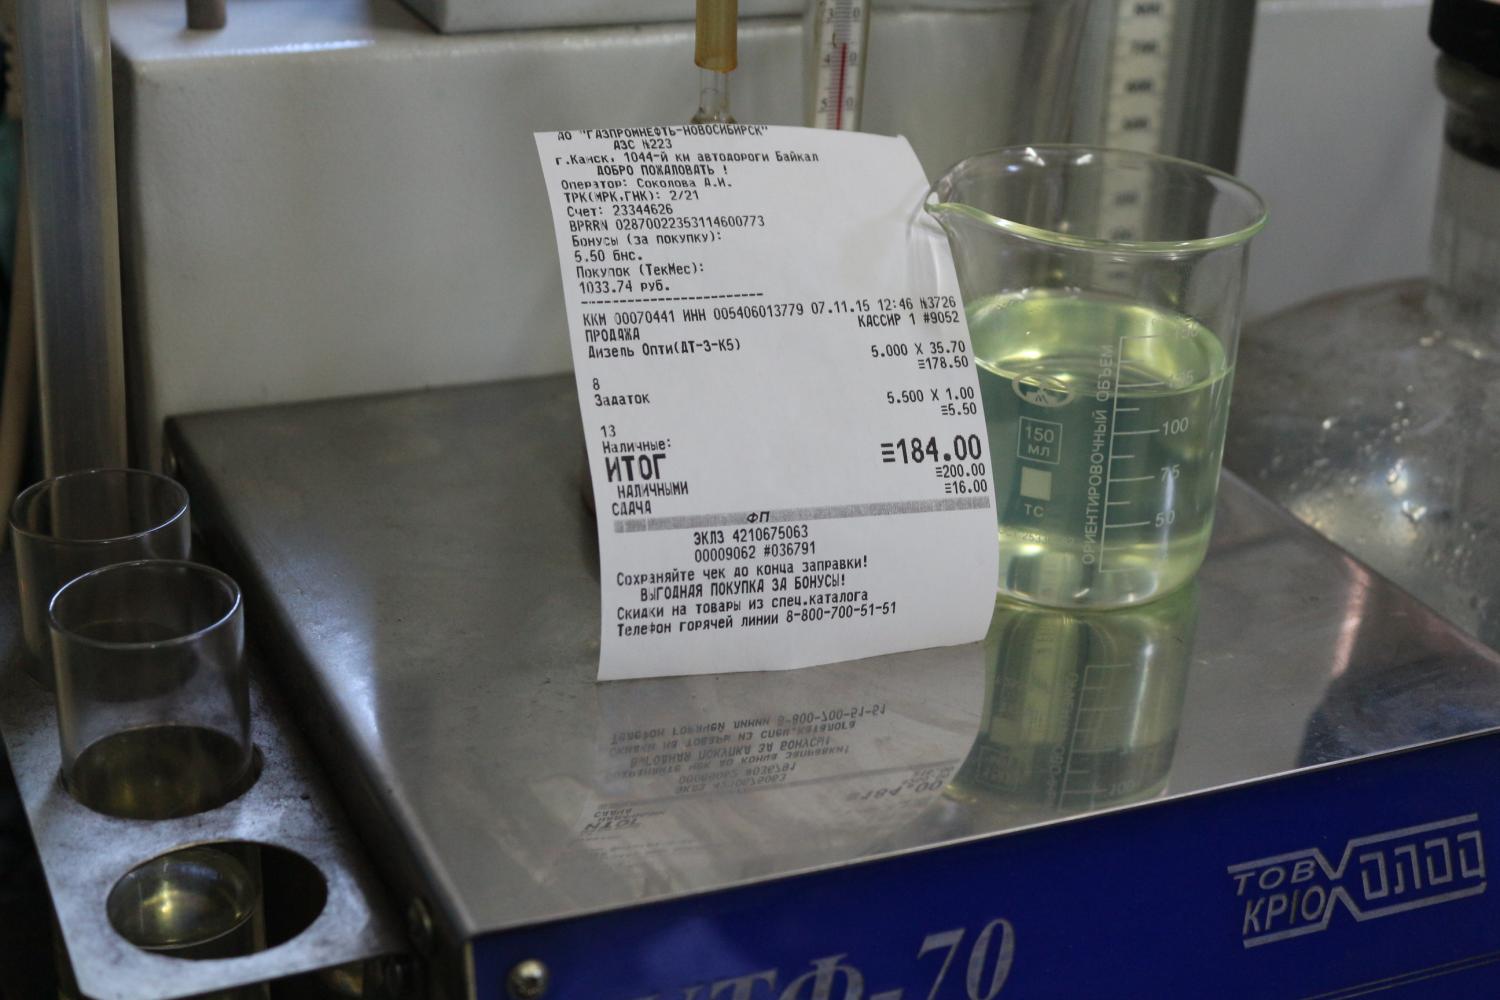 АО "ГАЗПРОМНЕФТЬ-НОВОСИБИРСК"
АЗС №223
г.Канск, 1044-й км автодороги Байкал
ДОБРО ПОЖАЛОВАТЬ !
Оператор: Соколова А.И.
ТРК(МРК,ГНК): 2/21
Счет: 23344626
BPRRN 02870022353114600773
Бонусы (за покупку):
5.50 бнс.
Покупок (ТекМес):
1033.74 руб.
ККМ 00070441 ИНН 005406013779 07.11.15 12:46 №3726
ПРОДАЖА КАССИР 1 #9052
Дизель Опти(ДТ-З-К5) 5.000 X 35.70
≡178.50
8
Задаток 5.500 X 1.00
≡5.50
13
Наличные:
ИТОГ ≡184.00
НАЛИЧНЫМИ ≡200.00
СДАЧА ≡16.00
ФП
ЭКЛЗ 4210675063
00009062 #036791
Сохраняйте чек до конца заправки!
ВЫГОДНАЯ ПОКУПКА ЗА БОНУСЫ!
Скидки на товары из спец.каталога
Телефон горячей линии 8-800-700-51-51
150
МЛ
ТС
ОРИЕНТИРОВОЧНЫЙ ОБЪЕМ
100
75
50
ТОВ
КРІО
ХОЛОД
ТФ-70